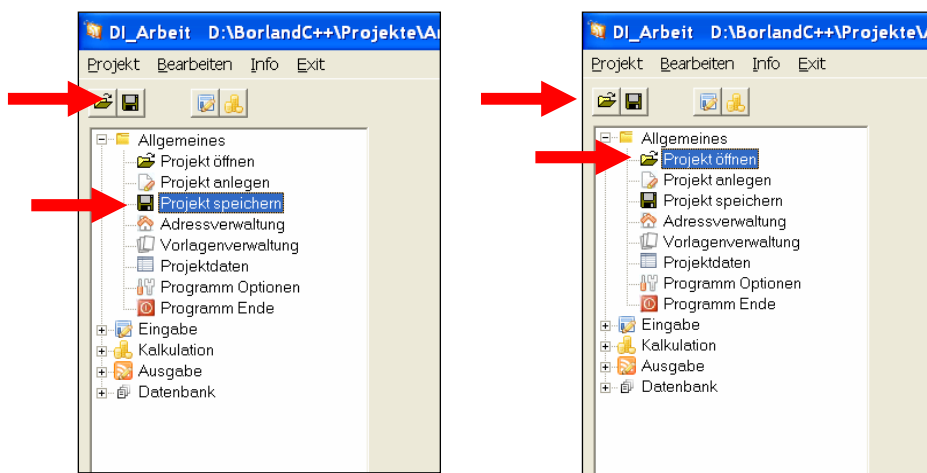 DI_Arbeit D:\BorlandC++\Projekte\
Projekt Bearbeiten Info Exit
Allgemeines
Projekt öffnen
Projekt anlegen
Projekt speichern
Adressverwaltung
Vorlagenverwaltung
Projektdaten
Programm Optionen
Programm Ende
Eingabe
Kalkulation
Ausgabe
Datenbank
DI_Arbeit D:\BorlandC++\Projekte\
Projekt Bearbeiten Info Exit
Allgemeines
Projekt öffnen
Projekt anlegen
Projekt speichern
Adressverwaltung
Vorlagenverwaltung
Projektdaten
Programm Optionen
Programm Ende
Eingabe
Kalkulation
Ausgabe
Datenbank